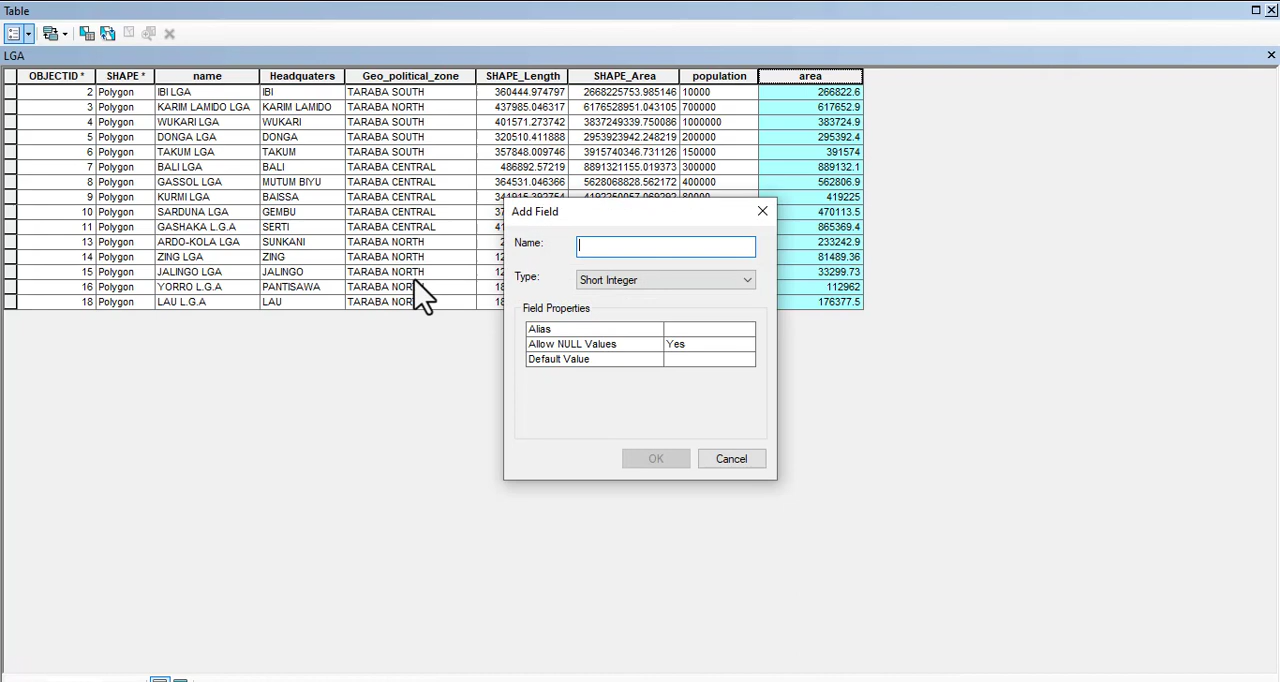 Table
LGA
OBJECTID * SHAPE * name Headquaters Geo_political_zone SHAPE_Length SHAPE_Area population area
2 Polygon IBI LGA IBI TARABA SOUTH 360444.974797 2668225753.985146 10000 266822.6
3 Polygon KARIM LAMIDO LGA KARIM LAMIDO TARABA NORTH 437985.046317 6176528951.043105 700000 617652.9
4 Polygon WUKARI LGA WUKARI TARABA SOUTH 401571.273742 3837249339.750086 1000000 383724.9
5 Polygon DONGA LGA DONGA TARABA SOUTH 320510.411888 2953923942.248219 200000 295392.4
6 Polygon TAKUM LGA TAKUM TARABA SOUTH 357848.009746 3915740346.731126 150000 391574
7 Polygon BALI LGA BALI TARABA CENTRAL 486892.57219 8891321155.019373 300000 889132.1
8 Polygon GASSOL LGA MUTUM BIYU TARABA CENTRAL 364531.046366 5628068828.562172 400000 562806.9
9 Polygon KURMI LGA BAISSA TARABA CENTRAL 419225
10 Polygon SARDUNA LGA GEMBU TARABA CENTRAL 470113.5
11 Polygon GASHAKA L.G.A SERTI TARABA CENTRAL 865369.4
13 Polygon ARDO-KOLA LGA SUNKANI TARABA NORTH 233242.9
14 Polygon ZING LGA ZING TARABA NORTH 81489.36
15 Polygon JALINGO LGA JALINGO TARABA NORTH 33299.73
16 Polygon YORRO L.G.A PANTISAWA TARABA 112962
18 Polygon LAU L.G.A LAU TARABA 176377.5
Add Field
Name:
Type: Short Integer
Field Properties
Alias
Allow NULL Values Yes
Default Value
OK Cancel